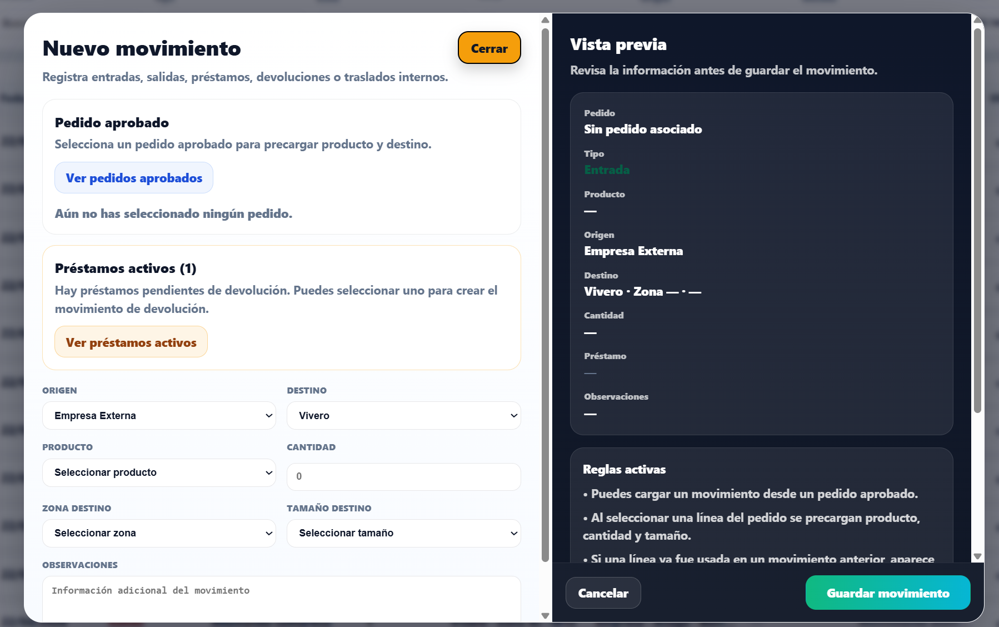 Nuevo movimiento
Cerrar
Registra entradas, salidas, préstamos, devoluciones o traslados internos.
Pedido aprobado
Selecciona un pedido aprobado para precargar producto y destino.
Ver pedidos aprobados
Aún no has seleccionado ningún pedido.
Préstamos activos (1)
Hay préstamos pendientes de devolución. Puedes seleccionar uno para crear el
movimiento de devolución.
Ver préstamos activos
ORIGEN
Empresa Externa
DESTINO
Vivero
PRODUCTO
Seleccionar producto
CANTIDAD
0
ZONA DESTINO
Seleccionar zona
TAMAÑO DESTINO
Seleccionar tamaño
OBSERVACIONES
Información adicional del movimiento
Vista previa
Revisa la información antes de guardar el movimiento.
Pedido
Sin pedido asociado
Tipo
Entrada
Producto
—
Origen
Empresa Externa
Destino
Vivero · Zona — · —
Cantidad
—
Préstamo
—
Observaciones
—
Reglas activas
• Puedes cargar un movimiento desde un pedido aprobado.
• Al seleccionar una línea del pedido se precargan producto,
cantidad y tamaño.
• Si una línea ya fue usada en un movimiento anterior, aparece
Cancelar
Guardar movimiento